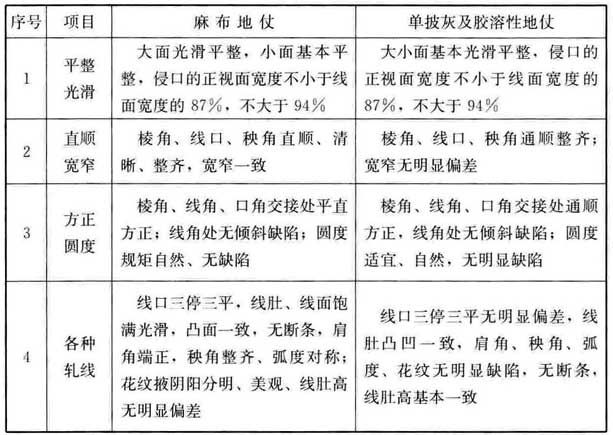 序号 项目 麻布地仗 单披灰及胶溶性地仗
1
平整
光滑
大面光滑平整，小面基本平
整，侵口的正视面宽度不小于线
面宽度的87%，不大于94%
大小面基本光滑平整，侵口的
正视面宽度不小于线面宽度的
87%，不大于94%
2
直顺
宽窄
棱角、线口、秧角直顺、清
晰、整齐，宽窄一致
棱角、线口、秧角通顺整齐；
宽窄无明显偏差
3
方正
圆度
棱角、线角、口角交接处平直
方正；线角处无倾斜缺陷；圆度
规矩自然、无缺陷
棱角、线角、口角交接处通顺
方正，线角处无倾斜缺陷；圆度
适宜、自然，无明显缺陷
4
各种
轧线
线口三停三平，线肚、线面饱
满光滑，凸面一致，无断条，肩
角端正，秧角整齐、弧度对称；
花纹掖阴阳分明、美观、线肚高
无明显偏差
线口三停三平无明显偏差，线
肚凸凹一致，肩角、秧角、弧
度、花纹无明显缺陷，无断条，
线肚高基本一致